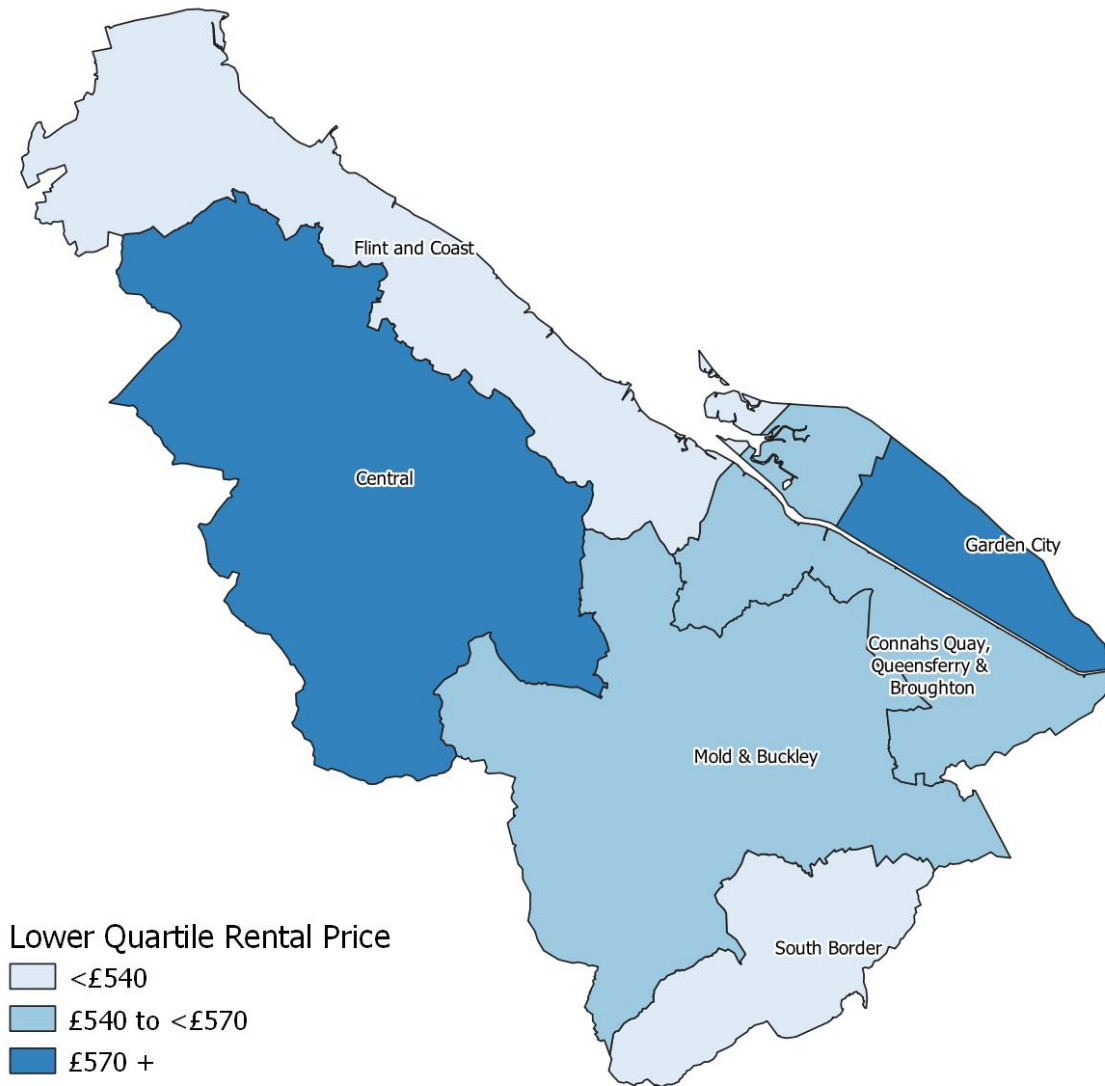 Flint and Coast
Central
Garden City
Connahs Quay,
Queensferry &
Broughton
Mold & Buckley
South Border
Lower Quartile Rental Price
<£540
£540 to <£570
£570 +